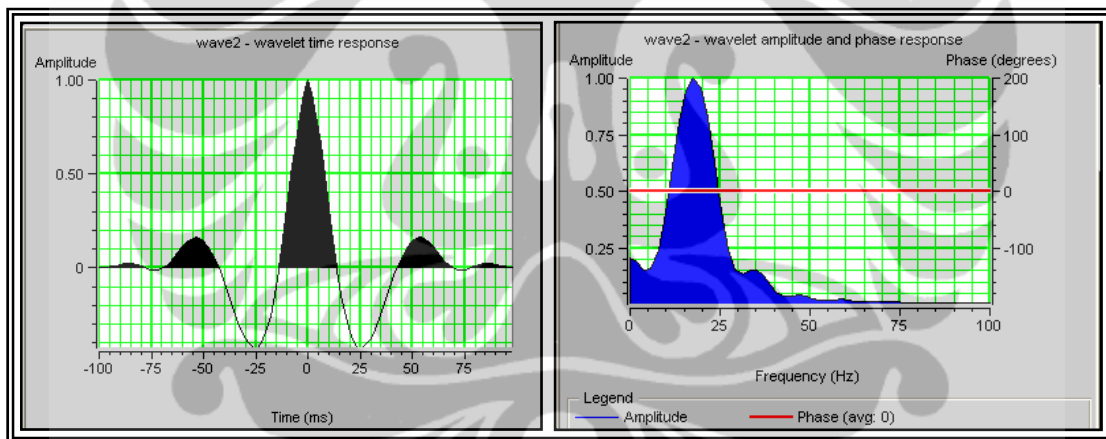 wave2 - wavelet time response
Amplitude
1.00
0.50
0
-100 -75 -50 -25 0 25 50 75
Time (ms)
wave2 - wavelet amplitude and phase response
Amplitude Phase (degrees)
1.00 200
0.75 100
0.50 0
0.25 -100
0 25 50 75 100
Frequency (Hz)
Legend
Amplitude Phase (avg: 0)